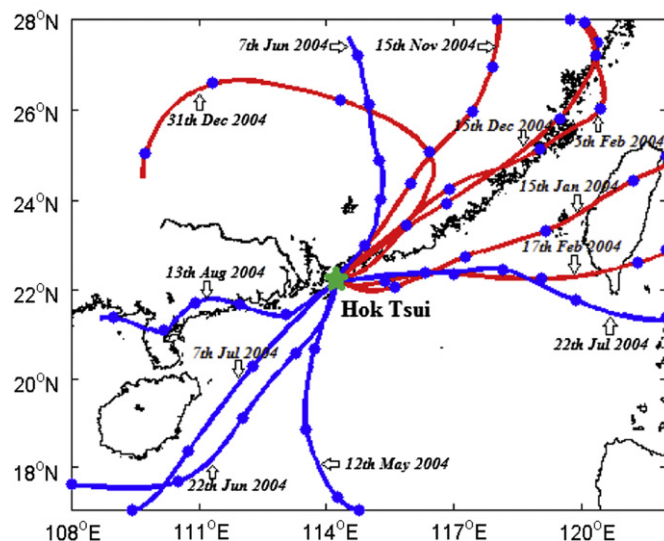 28°N
7th Jun 2004
15th Nov 2004
26°N
31th Dec 2004
15th Dec 2004
5th Feb 2004
24°N
15th Jan 2004
17th Feb 2004
13th Aug 2004
22°N
Hok Tsui
22th Jul 2004
7th Jul 2004
20°N
18°N
22th Jun 2004
12th May 2004
108°E 111°E 114°E 117°E 120°E